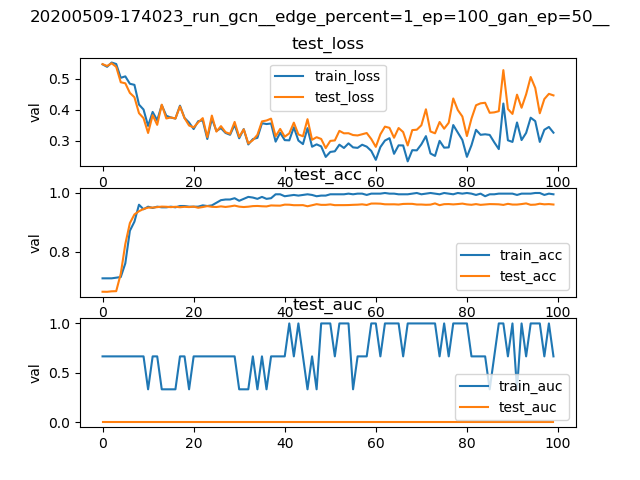 20200509-174023_run_gcn__edge_percent=1_ep=100_gan_ep=50__
test_loss
val
0.5
0.4
0.3
train_loss
test_loss
0 20 40 60 80 100
test_acc
val
1.0
0.8
train_acc
test_acc
0 20 40 60 80 100
test_auc
val
1.0
0.5
0.0
train_auc
test_auc
0 20 40 60 80 100